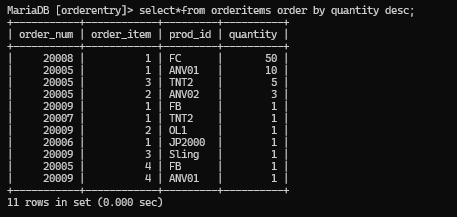 MariaDB [orderentry]> select*from orderitems order by quantity desc;
+-----------+------------+---------+----------+
| order_num | order_item | prod_id | quantity |
+-----------+------------+---------+----------+
|     20008 |          1 | FC      |       50 |
|     20005 |          1 | ANV01   |       10 |
|     20005 |          3 | TNT2    |        5 |
|     20005 |          2 | ANV02   |        3 |
|     20009 |          1 | FB      |        1 |
|     20007 |          1 | TNT2    |        1 |
|     20009 |          2 | OL1     |        1 |
|     20006 |          1 | JP2000  |        1 |
|     20009 |          3 | Sling   |        1 |
|     20005 |          4 | FB      |        1 |
|     20009 |          4 | ANV01   |        1 |
+-----------+------------+---------+----------+
11 rows in set (0.000 sec)